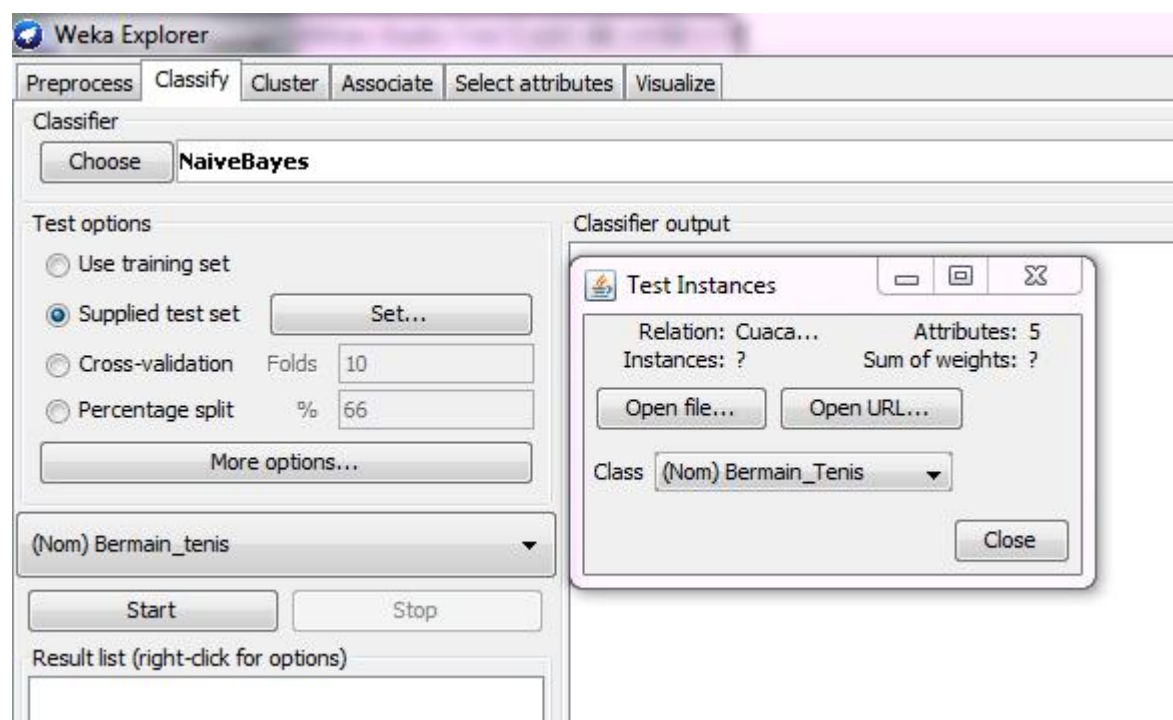 Weka Explorer
Preprocess Classify Cluster Associate Select attributes Visualize
Classifier
Choose NaiveBayes
Test options
Use training set
Supplied test set Set...
Cross-validation Folds 10
Percentage split % 66
More options...
(Nom) Bermain_tenis
Start Stop
Result list (right-click for options)
Classifier output
Test Instances
Relation: Cuaca... Attributes: 5
Instances: ? Sum of weights: ?
Open file... Open URL...
Class (Nom) Bermain_Tenis
Close